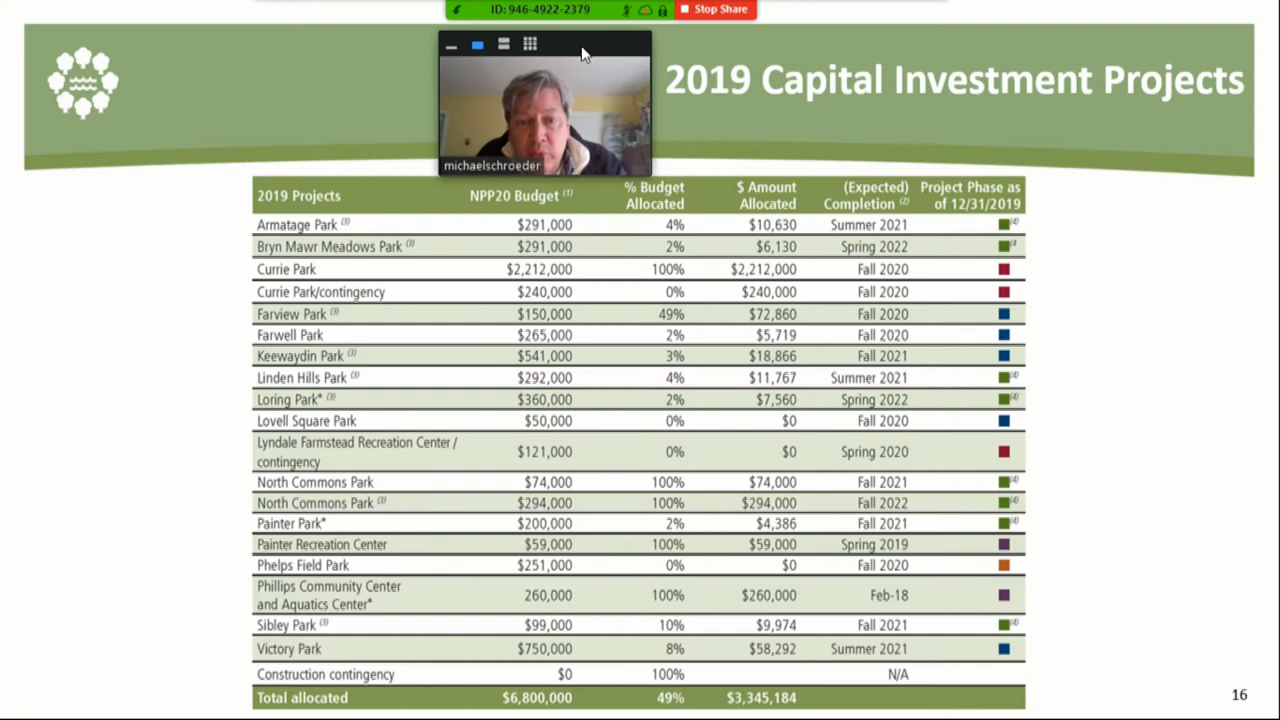 ID: 946-4922-2379 Stop Share
2019 Capital Investment Projects
michaelschroeder
2019 Projects NPP20 Budget (1) % Budget Allocated $ Amount Allocated (Expected) Completion (2) Project Phase as of 12/31/2019
Armatage Park (3) $291,000 4% $10,630 Summer 2021 (4)
Bryn Mawr Meadows Park (3) $291,000 2% $6,130 Spring 2022 (4
Currie Park $2,212,000 100% $2,212,000 Fall 2020
Currie Park/contingency $240,000 0% $240,000 Fall 2020
Farview Park (3) $150,000 49% $72,860 Fall 2020
Farwell Park $265,000 2% $5,719 Fall 2020
Keewaydin Park (3) $541,000 3% $18,866 Fall 2021
Linden Hills Park (3) $292,000 4% $11,767 Summer 2021 (4)
Loring Park* (3) $360,000 2% $7,560 Spring 2022 (4)
Lovell Square Park $50,000 0% $0 Fall 2020
Lyndale Farmstead Recreation Center /
contingency $121,000 0% $0 Spring 2020
North Commons Park $74,000 100% $74,000 Fall 2021 (4)
North Commons Park (3) $294,000 100% $294,000 Fall 2022 (4)
Painter Park* $200,000 2% $4,386 Fall 2021 (4)
Painter Recreation Center $59,000 100% $59,000 Spring 2019
Phelps Field Park $251,000 0% $0 Fall 2020
Phillips Community Center
and Aquatics Center* 260,000 100% $260,000 Feb-18
Sibley Park (3) $99,000 10% $9,974 Fall 2021 (4)
Victory Park $750,000 8% $58,292 Summer 2021
Construction contingency $0 100% N/A
Total allocated $6,800,000 49% $3,345,184
16